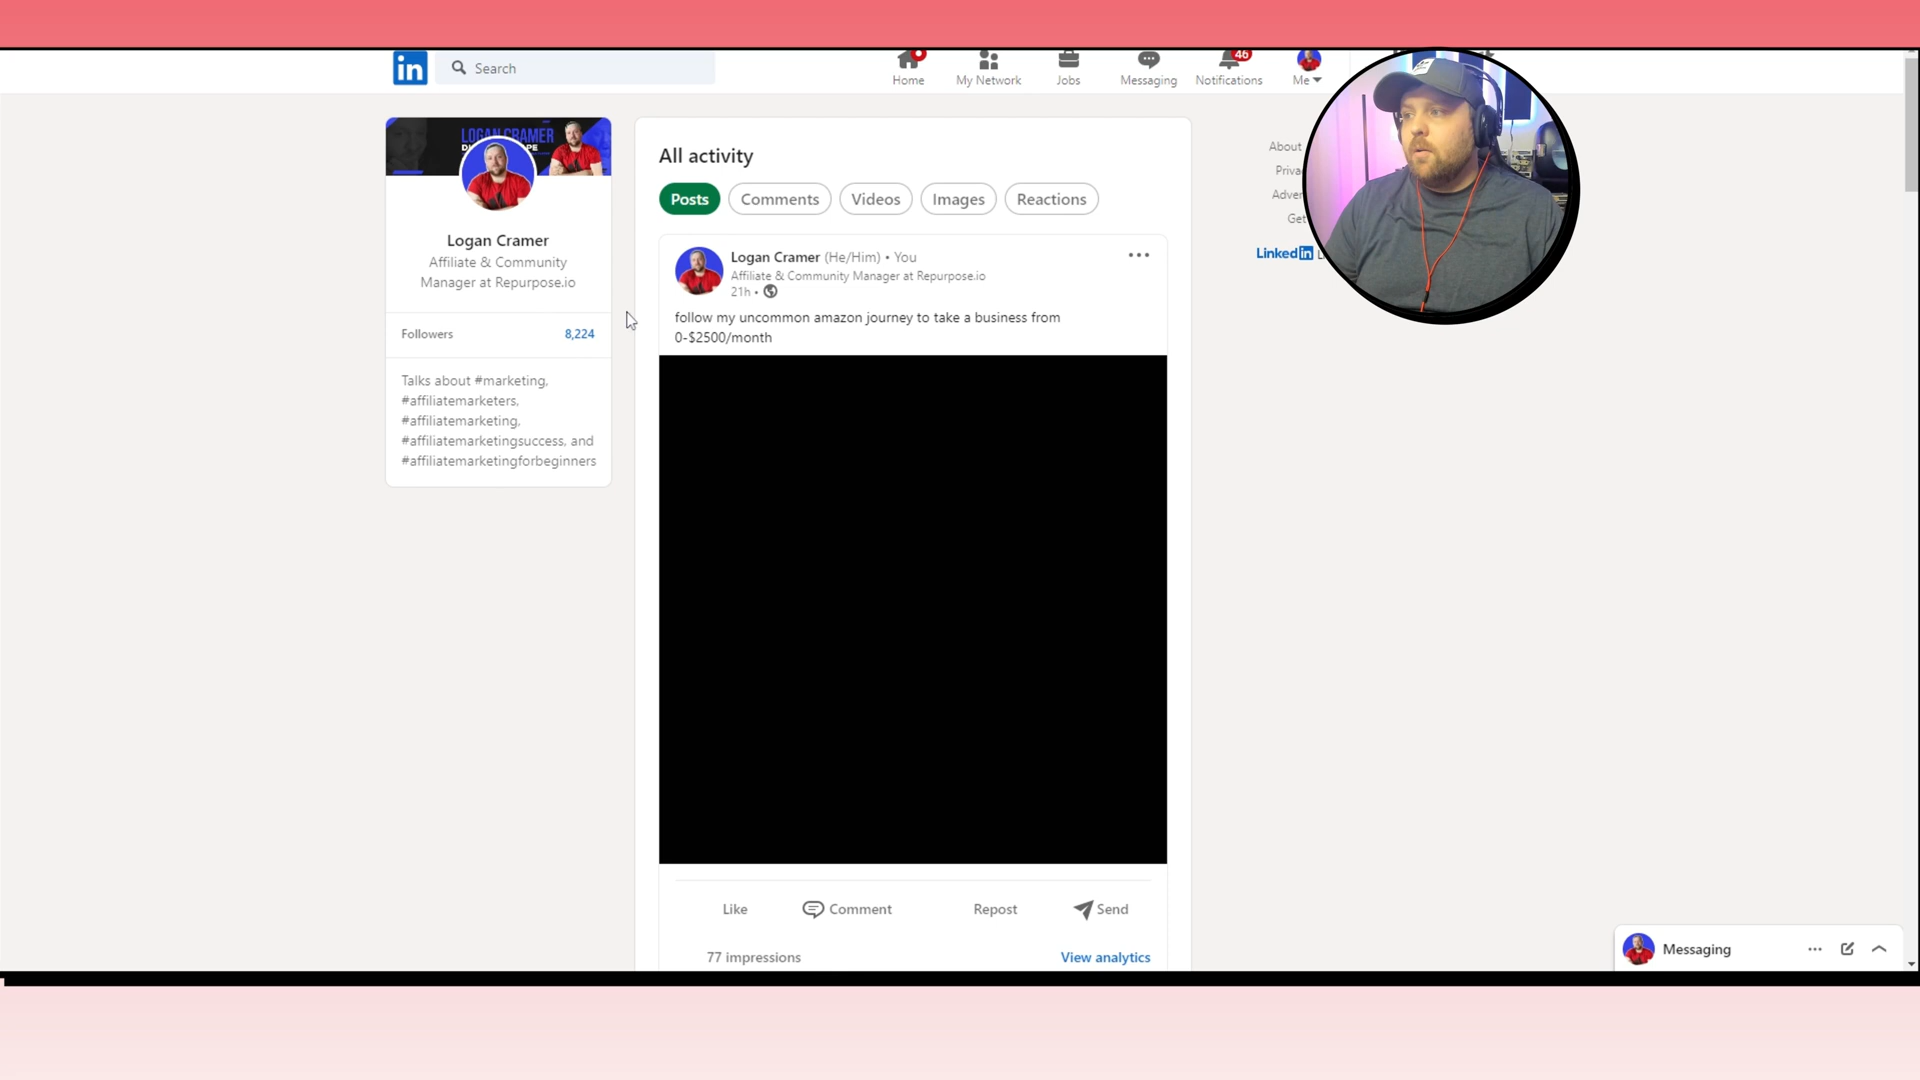 in
Search
Home
My Network
Jobs
Messaging
46
Notifications
Me
LOGAN CRAMER
Logan Cramer
Affiliate & Community
Manager at Repurpose.io
Followers 8,224
Talks about #marketing,
#affiliatemarketers,
#affiliatemarketing,
#affiliatemarketingsuccess, and
#affiliatemarketingforbeginners
All activity
Posts
Comments
Videos
Images
Reactions
Logan Cramer (He/Him) • You
Affiliate & Community Manager at Repurpose.io
21h •
follow my uncommon amazon journey to take a business from
0-$2500/month
Like
Comment
Repost
Send
77 impressions
View analytics
About
Get
LinkedIn
Messaging